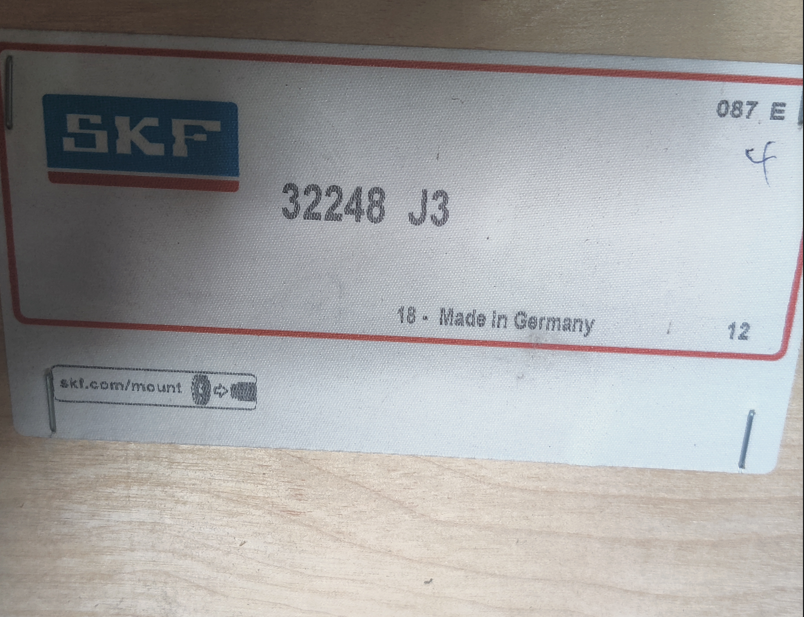 SKF
087 E
4
32248 J3
18 - Made in Germany
12
skf.com/mount